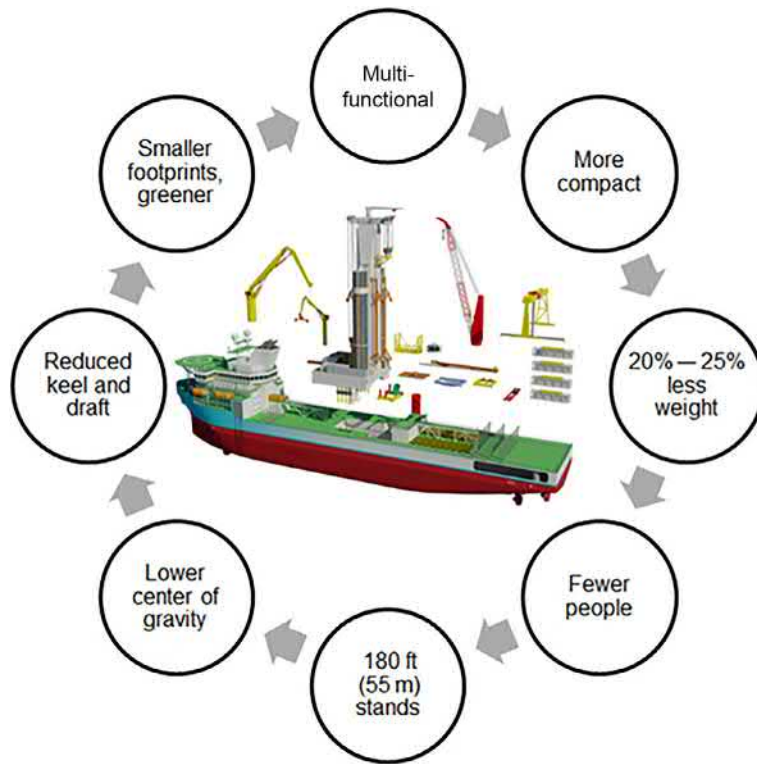 Multi-
functional
More
compact
20% — 25%
less
weight
Fewer
people
180 ft
(55 m)
stands
Lower
center of
gravity
Reduced
keel and
draft
Smaller
footprints,
greener